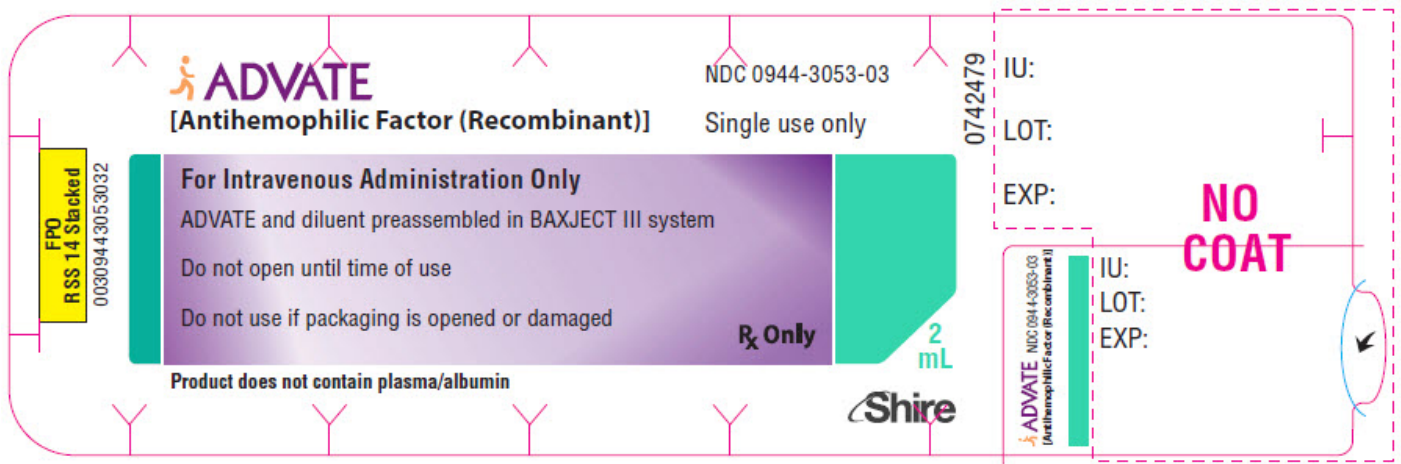 ADVATE
[Antihemophilic Factor (Recombinant)]
NDC 0944-3053-03
Single use only
For Intravenous Administration Only
ADVATE and diluent preassembled in BAXJECT III system
Do not open until time of use
Do not use if packaging is opened or damaged
Rx Only
2
mL
Product does not contain plasma/albumin
Shire
FPO
RSS 14 Stacked
00309443053032
0742479
IU:
LOT:
EXP:
NO
COAT
ADVATE NDC 0944-3053-03
[Antihemophilic Factor (Recombinant)]
IU:
LOT:
EXP: